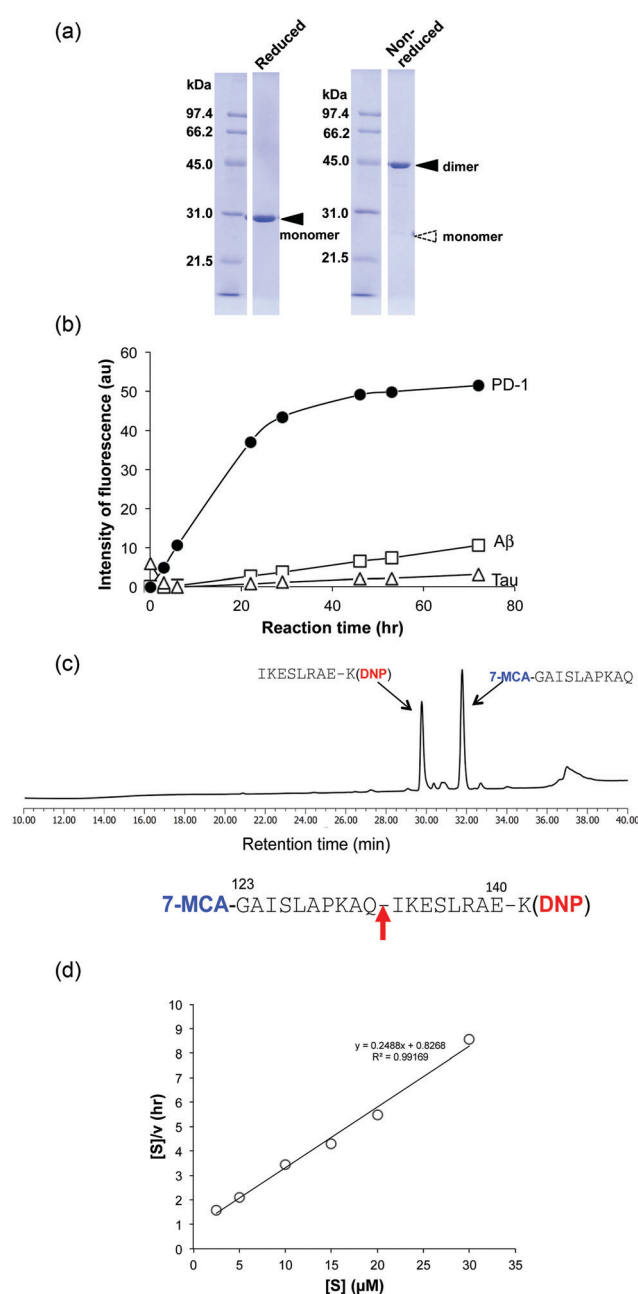 (a)
Reduced
Non-
reduced
kDa
97.4
66.2
45.0
31.0
21.5
monomer
kDa
97.4
66.2
45.0
31.0
21.5
dimer
monomer
(b)
Intensity of fluorescence (au)
60
50
40
30
20
10
0
0 20 40 60 80
Reaction time (hr)
PD-1
Aβ
Tau
(c)
IKESLRAE-K(DNP)
7-MCA-GAISLAPKAQ
10.00 12.00 14.00 16.00 18.00 20.00 22.00 24.00 26.00 28.00 30.00 32.00 34.00 36.00 38.00 40.00
Retention time (min)
123 140
7-MCA-GAISLAPKAQ-IKESLRAE-K(DNP)
(d)
[S]/v (hr)
10
9
8
7
6
5
4
3
2
1
0
y = 0.2488x + 0.8268
R² = 0.99169
0 5 10 15 20 25 30 35
[S] (μM)